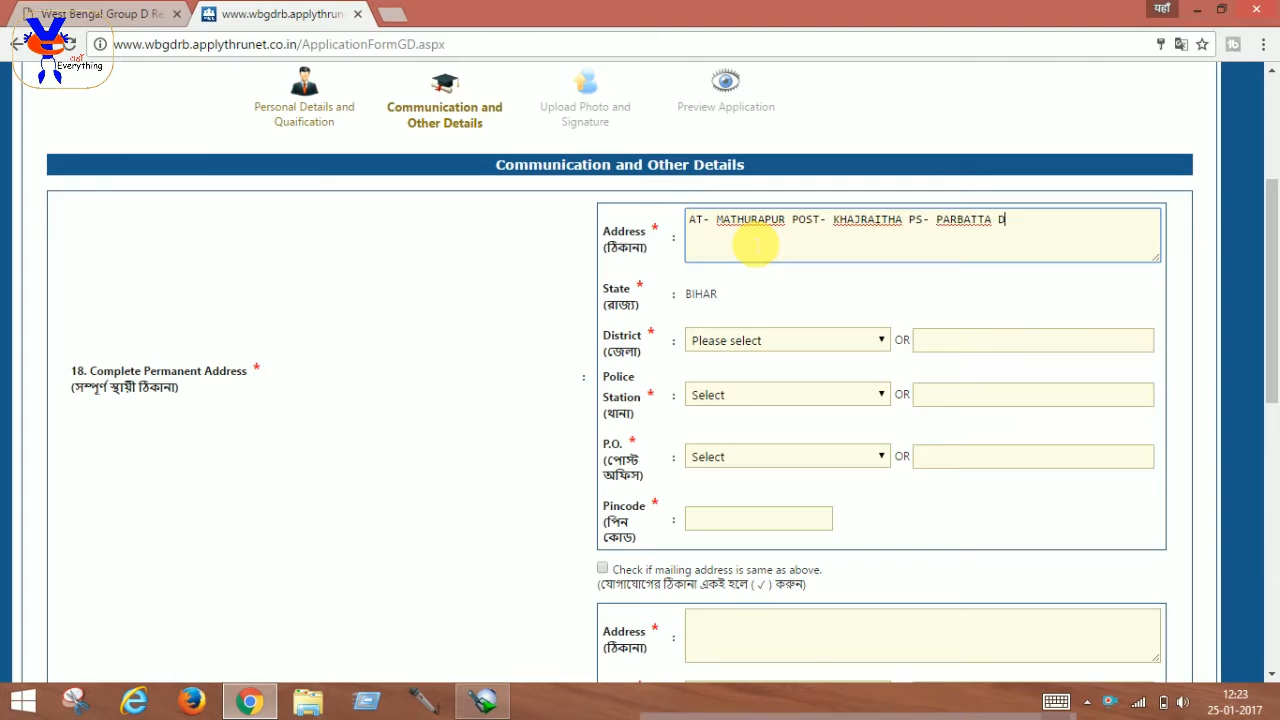 West Bengal Group D Re
www.wbgdrb.applythrunet
यहाँ
www.wbgdrb.applythrunet.co.in/ApplicationFormGD.aspx
Everything
Personal Details and
Quaification
Communication and
Other Details
Upload Photo and
Signature
Preview Application
Communication and Other Details
18. Complete Permanent Address *
(সম্পূর্ণ স্থায়ী ঠিকানা)
:
Address * : AT- MATHURAPUR POST- KHAJRAITHA PS- PARBATTA D
(ঠিকানা)
State * : BIHAR
(রাজ্য)
District * : Please select OR
(জেলা)
Police
Station * : Select OR
(থানা)
P.O. * : Select OR
(পোস্ট
অফিস)
Pincode * :
(পিন
কোড)
Check if mailing address is same as above.
(যোগাযোগের ঠিকানা একই হলে ( ✓ ) করুন)
Address * :
(ঠিকানা)
12:23
25-01-2017